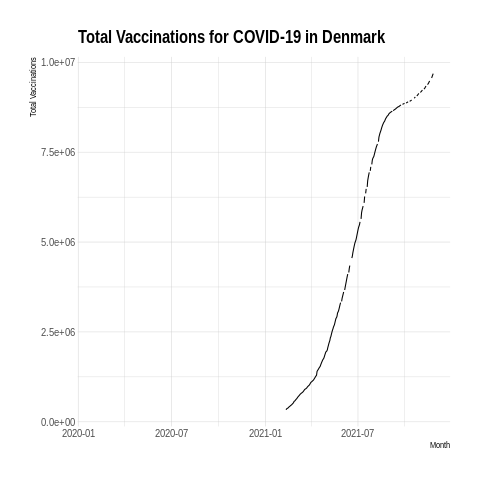 Total Vaccinations for COVID-19 in Denmark
Total Vaccinations
1.0e+07
7.5e+06
5.0e+06
2.5e+06
0.0e+00
2020-01 2020-07 2021-01 2021-07
Month